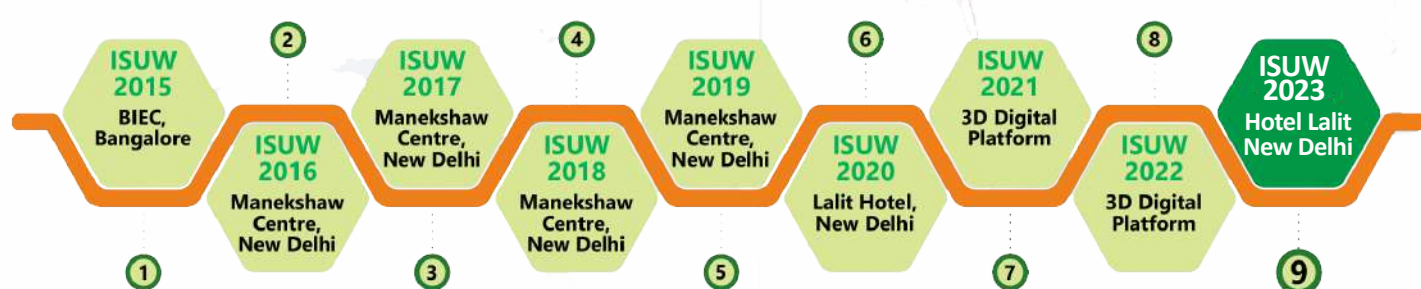 ISUW
2015
BIEC,
Bangalore
1
2
ISUW
2016
Manekshaw
Centre,
New Delhi
ISUW
2017
Manekshaw
Centre,
New Delhi
3
4
ISUW
2018
Manekshaw
Centre,
New Delhi
ISUW
2019
Manekshaw
Centre,
New Delhi
5
6
ISUW
2020
Lalit Hotel,
New Delhi
ISUW
2021
3D Digital
Platform
7
8
ISUW
2022
3D Digital
Platform
ISUW
2023
Hotel Lalit
New Delhi
9